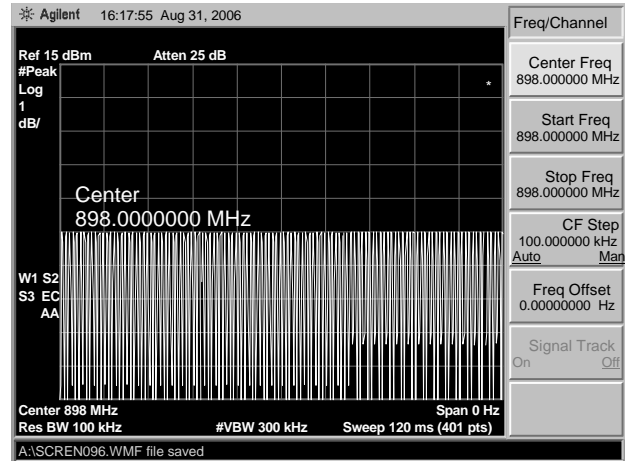 Agilent 16:17:55 Aug 31, 2006
Freq/Channel
Ref 15 dBm Atten 25 dB
#Peak
Log
1
dB/
*
Center
898.0000000 MHz
W1 S2
S3 EC
AA
Center 898 MHz Span 0 Hz
Res BW 100 kHz #VBW 300 kHz Sweep 120 ms (401 pts)
A:\SCREN096.WMF file saved
Center Freq
898.000000 MHz
Start Freq
898.000000 MHz
Stop Freq
898.000000 MHz
CF Step
100.000000 kHz
Auto Man
Freq Offset
0.00000000 Hz
Signal Track
On Off